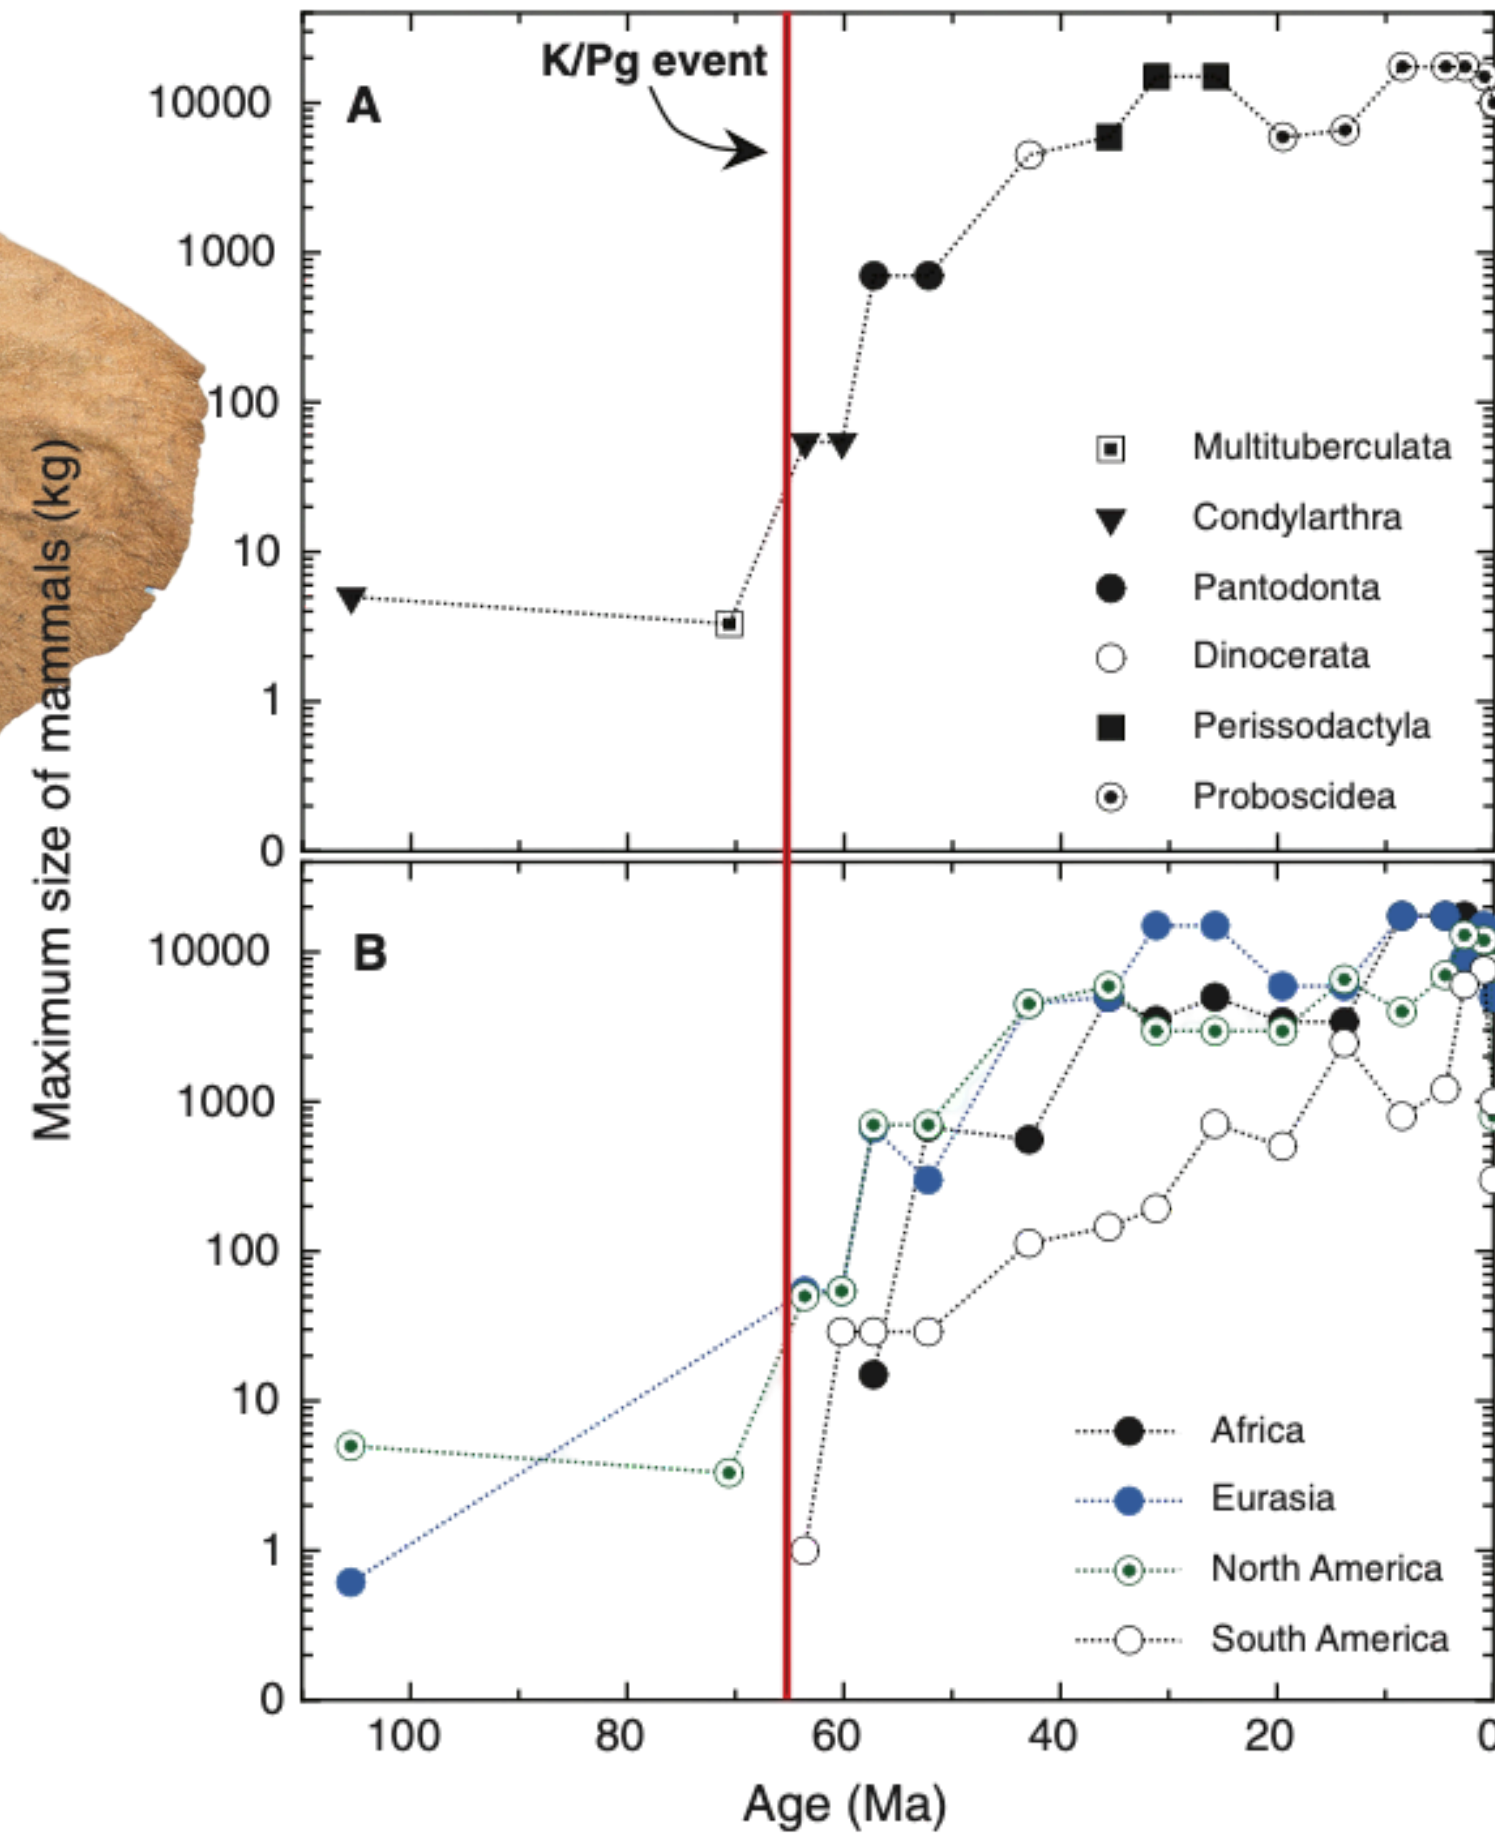 K/Pg event
A
10000
1000
100
10
1
0
Multituberculata
Condylarthra
Pantodonta
Dinocerata
Perissodactyla
Proboscidea
Maximum size of mammals (kg)
B
10000
1000
100
10
1
0
Africa
Eurasia
North America
South America
100 80 60 40 20 0
Age (Ma)